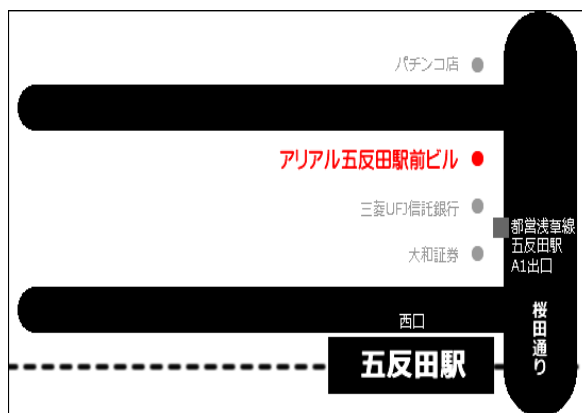 パチンコ店
アリアル五反田駅前ビル
三菱UFJ信託銀行
都営浅草線
五反田駅
A1出口
大和証券
西口
桜田通り
五反田駅